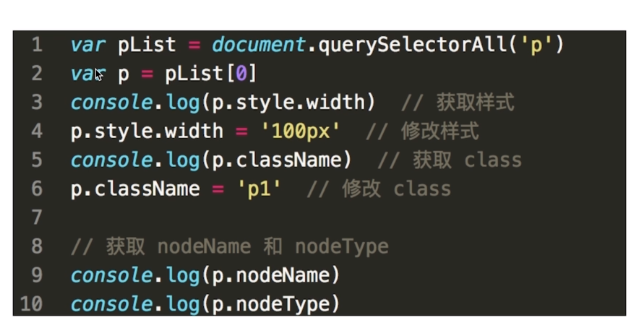 1 var pList = document.querySelectorAll('p')
2 var p = pList[0]
3 console.log(p.style.width) // 获取样式
4 p.style.width = '100px' // 修改样式
5 console.log(p.className) // 获取 class
6 p.className = 'p1' // 修改 class
7
8 // 获取 nodeName 和 nodeType
9 console.log(p.nodeName)
10 console.log(p.nodeType)